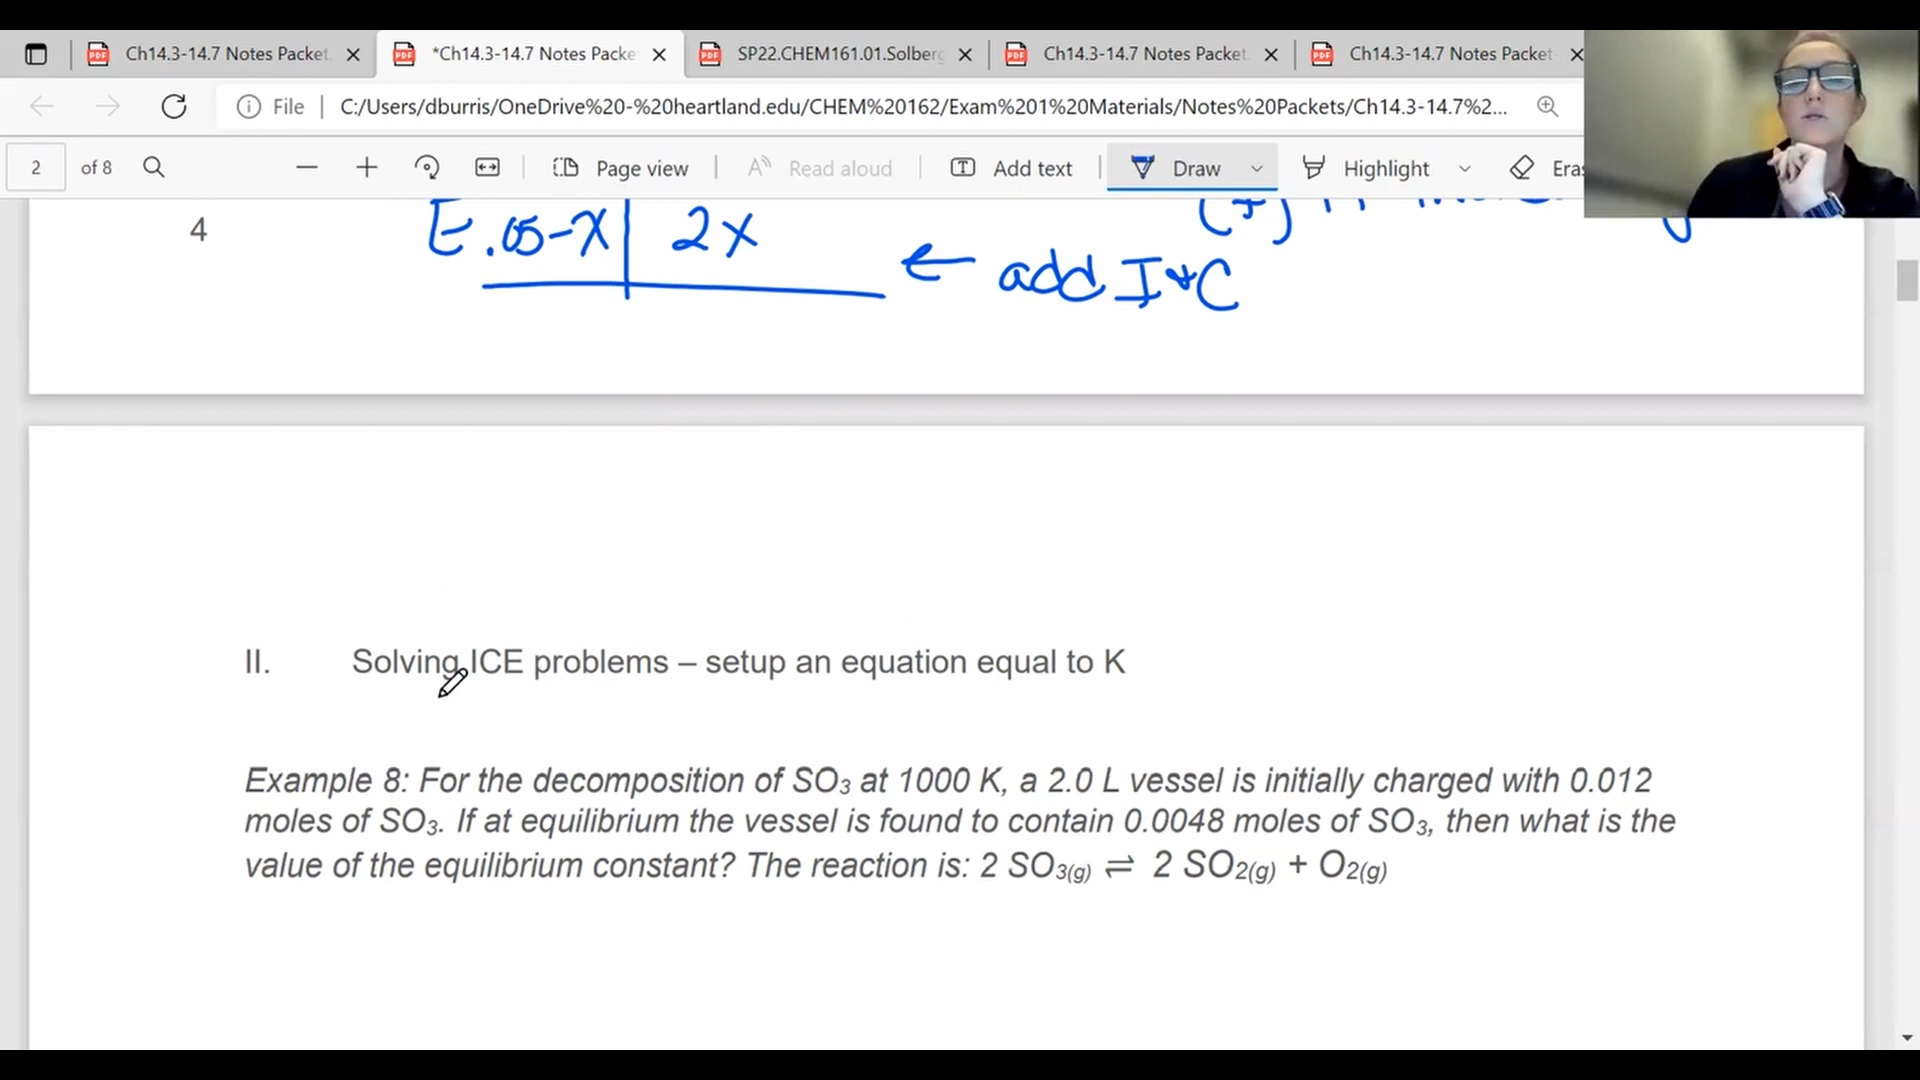 Ch14.3-14.7 Notes Packet
*Ch14.3-14.7 Notes Packe
SP22.CHEM161.01.Solberg
Ch14.3-14.7 Notes Packet
Ch14.3-14.7 Notes Packet
File
C:/Users/dburris/OneDrive%20-%20heartland.edu/CHEM%20162/Exam%201%20Materials/Notes%20Packets/Ch14.3-14.7%2...
2 of 8
Page view
Read aloud
Add text
Draw
Highlight
Eras
4
E .05-x | 2x
← add I & C
II. Solving ICE problems – setup an equation equal to K
Example 8: For the decomposition of SO₃ at 1000 K, a 2.0 L vessel is initially charged with 0.012
moles of SO₃. If at equilibrium the vessel is found to contain 0.0048 moles of SO₃, then what is the
value of the equilibrium constant? The reaction is: 2 SO₃(g) ⇌ 2 SO₂(g) + O₂(g)